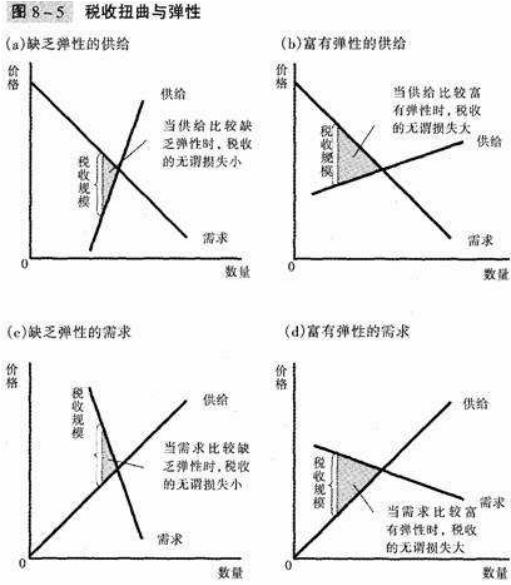 图8-5 税收扭曲与弹性
(a)缺乏弹性的供给
价格
供给
当供给比较缺
乏弹性时,税收
的无谓损失小
税收规模
需求
0
数量
(b)富有弹性的供给
价格
当供给比较富
有弹性时,税收
的无谓损失大
税收规模
供给
需求
0
数量
(c)缺乏弹性的需求
价格
税收规模
供给
当需求比较缺
乏弹性时,税收
的无谓损失小
需求
0
数量
(d)富有弹性的需求
价格
供给
税收规模
需求
当需求比较富
有弹性时,税收
的无谓损失大
0
数量